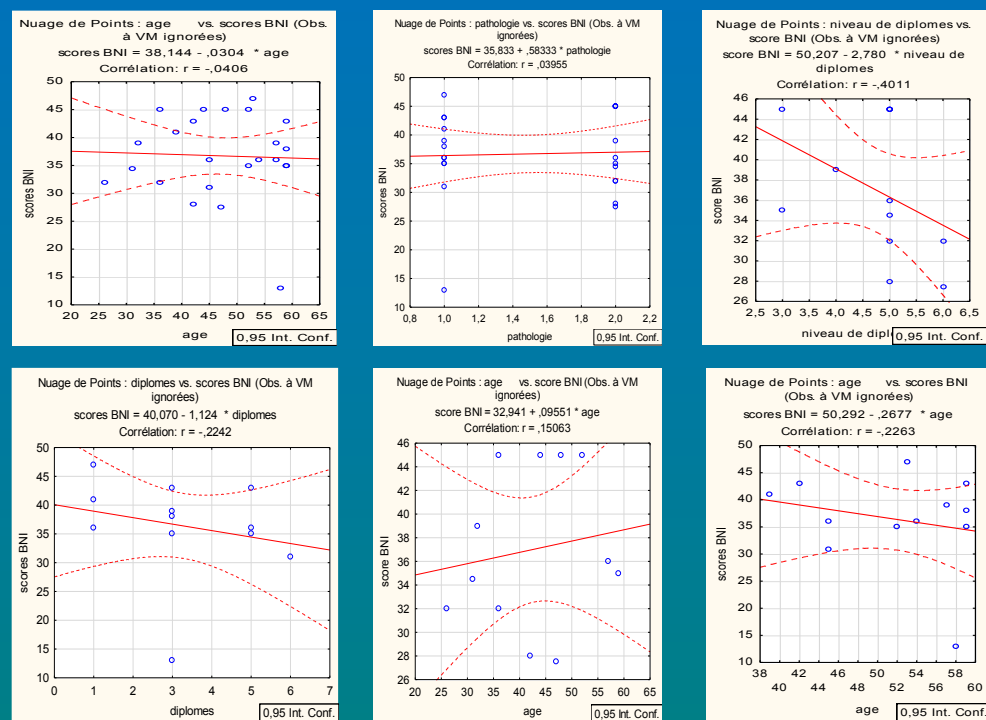 Nuage de Points : age vs. scores BNI (Obs.
à VM ignorées)
scores BNI = 38,144 - ,0304 * age
Corrélation: r = -,0406
50
45
40
35
30
25
20
15
10
scores BNI
20 25 30 35 40 45 50 55 60 65
age
0,95 Int. Conf.
Nuage de Points : pathologie vs. scores BNI (Obs. à VM
ignorées)
scores BNI = 35,833 + ,58333 * pathologie
Corrélation: r = ,03955
50
45
40
35
30
25
20
15
10
scores BNI
0,8 1,0 1,2 1,4 1,6 1,8 2,0 2,2
pathologie
0,95 Int. Conf.
Nuage de Points : niveau de diplomes vs.
score BNI (Obs. à VM ignorées)
score BNI = 50,207 - 2,780 * niveau de
diplomes
Corrélation: r = -,4011
46
44
42
40
38
36
34
32
30
28
26
score BNI
2,5 3,0 3,5 4,0 4,5 5,0 5,5 6,0 6,5
niveau de dipl
0,95 Int. Conf.
Nuage de Points : diplomes vs. scores BNI (Obs. à VM
ignorées)
scores BNI = 40,070 - 1,124 * diplomes
Corrélation: r = -,2242
50
45
40
35
30
25
20
15
10
scores BNI
0 1 2 3 4 5 6 7
diplomes
0,95 Int. Conf.
Nuage de Points : age vs. score BNI (Obs. à VM
ignorées)
score BNI = 32,941 + ,09551 * age
Corrélation: r = ,15063
46
44
42
40
38
36
34
32
30
28
26
score BNI
20 25 30 35 40 45 50 55 60 65
age
0,95 Int. Conf.
Nuage de Points : age vs. scores BNI
(Obs. à VM ignorées)
scores BNI = 50,292 - ,2677 * age
Corrélation: r = -,2263
50
45
40
35
30
25
20
15
10
scores BNI
38 42 46 50 54 58
40 44 48 52 56 60
age
0,95 Int. Conf.